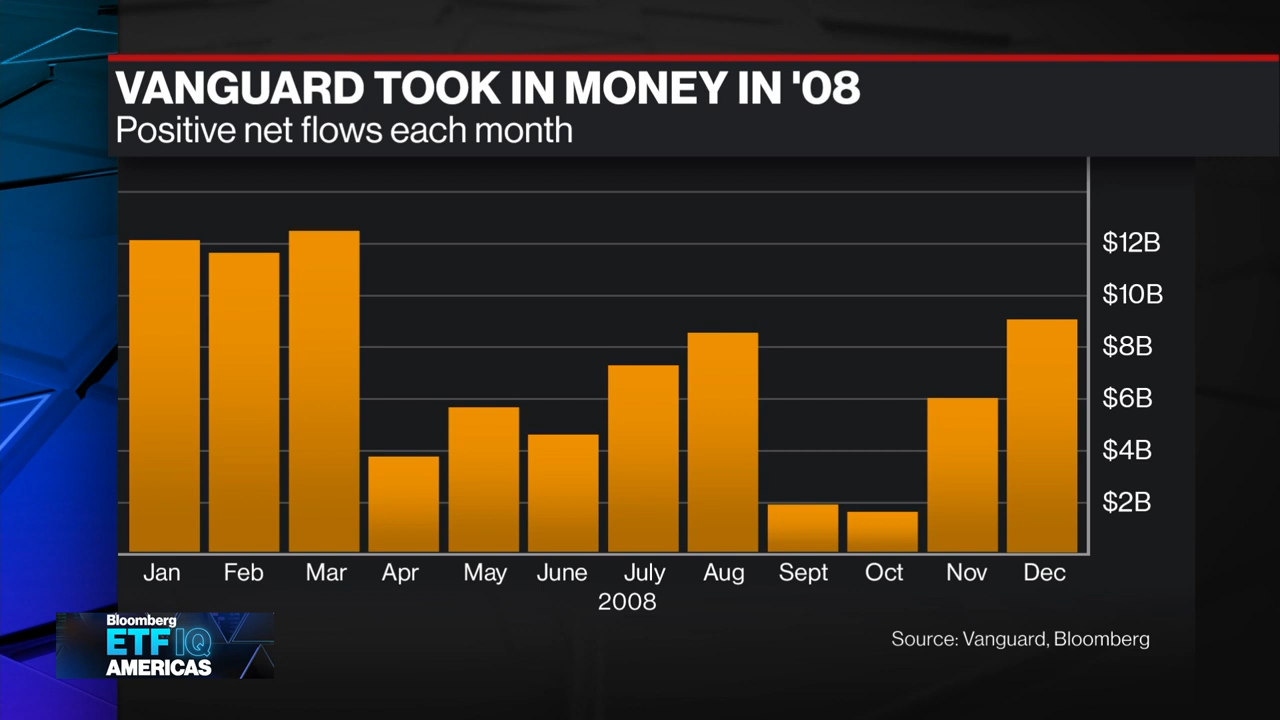 VANGUARD TOOK IN MONEY IN '08
Positive net flows each month
$12B
$10B
$8B
$6B
$4B
$2B
Jan Feb Mar Apr May June July Aug Sept Oct Nov Dec
2008
Source: Vanguard, Bloomberg
Bloomberg
ETF IQ
AMERICAS